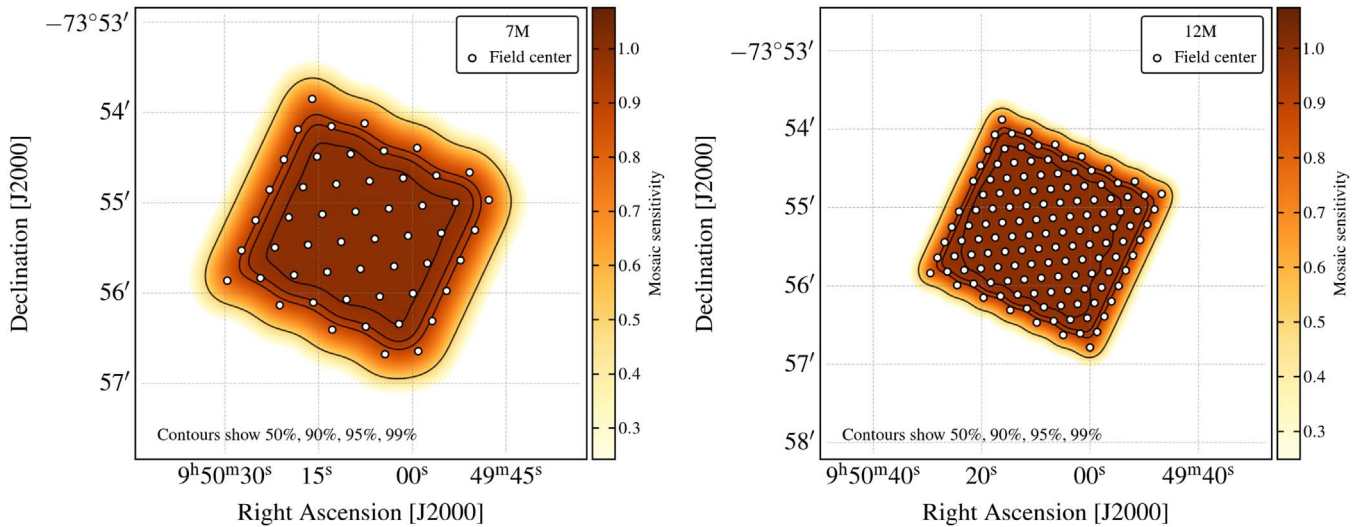 −73°53′
54′
55′
56′
57′
Declination [J2000]
7M
Field center
Contours show 50%, 90%, 95%, 99%
9ʰ50ᵐ30ˢ 15ˢ 00ˢ 49ᵐ45ˢ
Right Ascension [J2000]
1.0
0.9
0.8
0.7
0.6
0.5
0.4
0.3
Mosaic sensitivity
−73°53′
54′
55′
56′
57′
58′
Declination [J2000]
12M
Field center
Contours show 50%, 90%, 95%, 99%
9ʰ50ᵐ40ˢ 20ˢ 00ˢ 49ᵐ40ˢ
Right Ascension [J2000]
1.0
0.9
0.8
0.7
0.6
0.5
0.4
0.3
Mosaic sensitivity